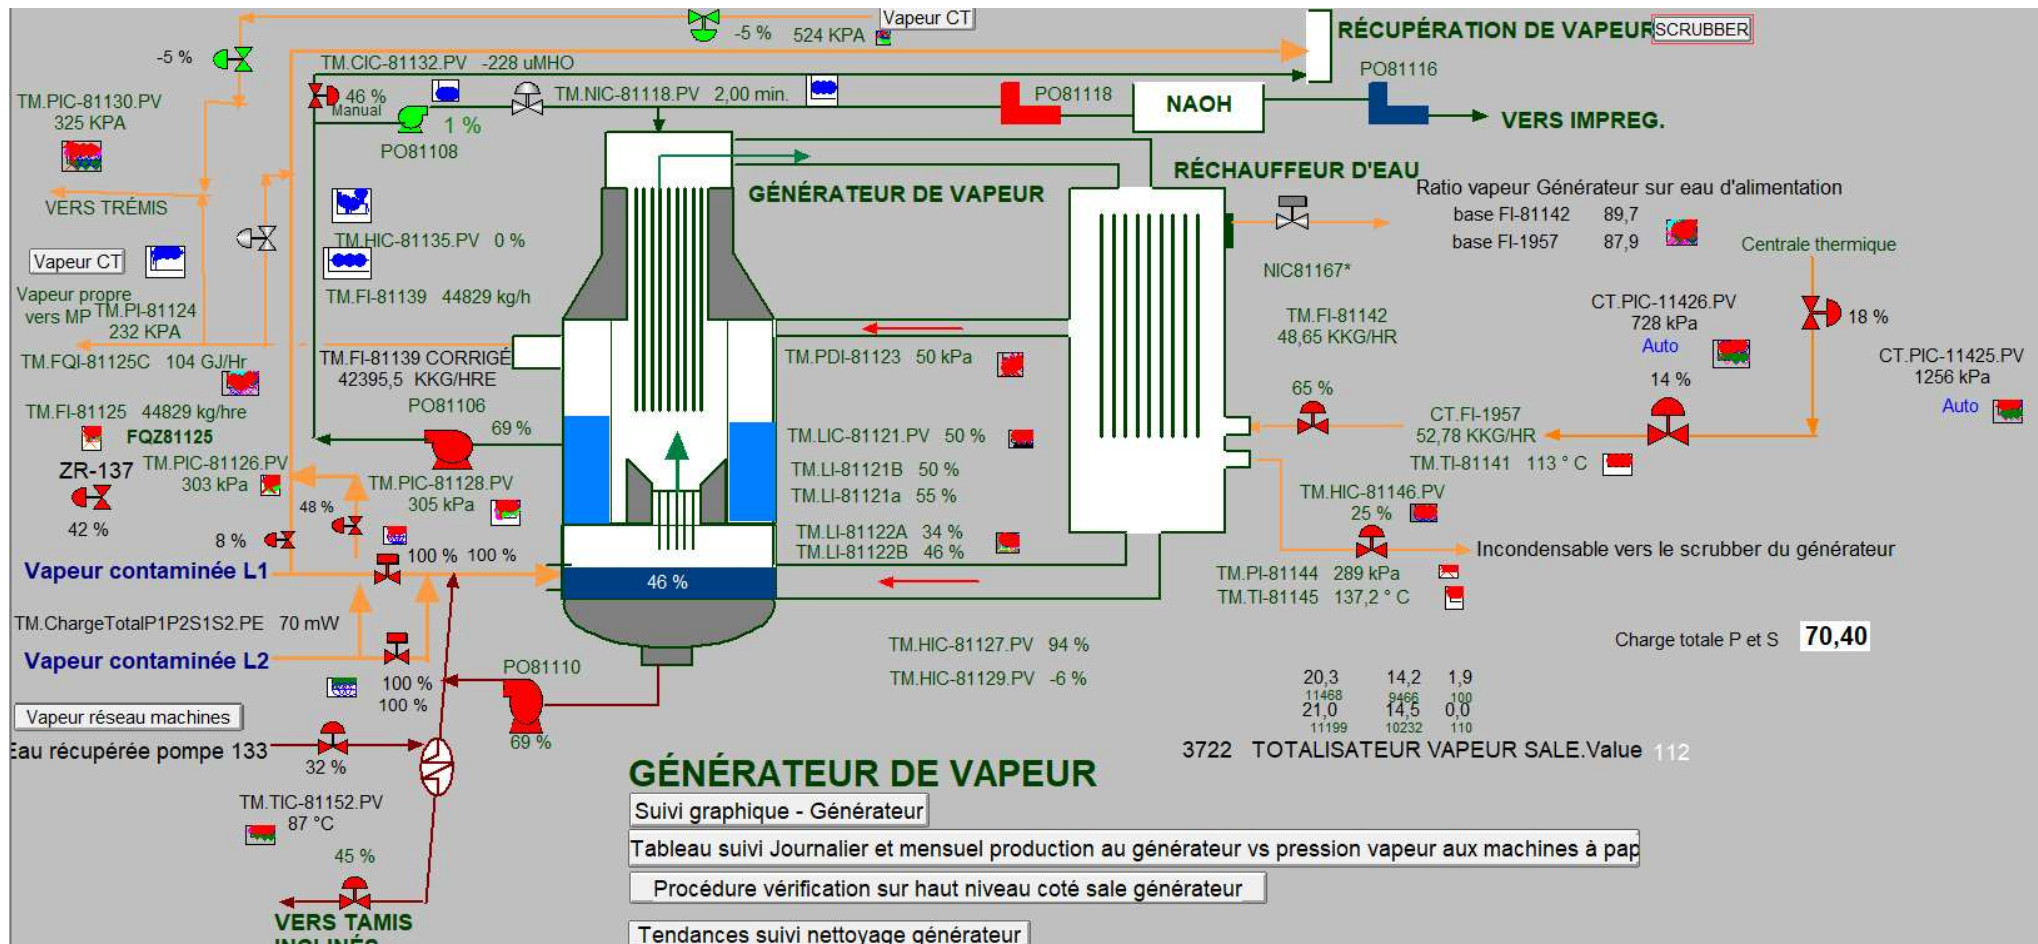 Vapeur CT
-5 %
524 KPA
RÉCUPÉRATION DE VAPEUR
SCRUBBER
-5 %
TM.CIC-81132.PV -228 uMHO
PO81116
TM.PIC-81130.PV
325 KPA
46 %
Manual
TM.NIC-81118.PV 2,00 min.
PO81118
NAOH
1 %
VERS IMPREG.
PO81108
RÉCHAUFFEUR D'EAU
VERS TRÉMIS
GÉNÉRATEUR DE VAPEUR
Ratio vapeur Générateur sur eau d'alimentation
base FI-81142 89,7
base FI-1957 87,9
Centrale thermique
TM.HIC-81135.PV 0 %
Vapeur CT
NIC81167*
Vapeur propre
vers MP
TM.PI-81124
232 KPA
TM.FI-81139 44829 kg/h
TM.FI-81142
48,65 KKG/HR
CT.PIC-11426.PV
728 kPa
Auto
18 %
CT.PIC-11425.PV
1256 kPa
Auto
TM.FQI-81125C 104 GJ/Hr
TM.FI-81139 CORRIGÉ
42395,5 KKG/HRE
TM.PDI-81123 50 kPa
14 %
65 %
TM.FI-81125 44829 kg/hre
FQZ81125
PO81106
69 %
CT.FI-1957
52,78 KKG/HR
TM.LIC-81121.PV 50 %
TM.TI-81141 113 ° C
ZR-137
42 %
TM.PIC-81126.PV
303 kPa
TM.PIC-81128.PV
305 kPa
TM.LI-81121B 50 %
TM.LI-81121a 55 %
TM.HIC-81146.PV
25 %
48 %
8 %
TM.LI-81122A 34 %
TM.LI-81122B 46 %
Incondensable vers le scrubber du générateur
100 % 100 %
Vapeur contaminée L1
46 %
TM.PI-81144 289 kPa
TM.TI-81145 137,2 ° C
TM.ChargeTotalP1P2S1S2.PE 70 mW
TM.HIC-81127.PV 94 %
Charge totale P et S 70,40
Vapeur contaminée L2
PO81110
TM.HIC-81129.PV -6 %
100 %
100 %
20,3 14,2 1,9
11468 9466 100
21,0 14,5 0,0
11199 10232 110
Vapeur réseau machines
69 %
Eau récupérée pompe 133
32 %
3722 TOTALISATEUR VAPEUR SALE.Value 112
GÉNÉRATEUR DE VAPEUR
TM.TIC-81152.PV
87 °C
Suivi graphique - Générateur
Tableau suivi Journalier et mensuel production au générateur vs pression vapeur aux machines à pap
45 %
Procédure vérification sur haut niveau coté sale générateur
VERS TAMIS
INCLINÉS
Tendances suivi nettoyage générateur